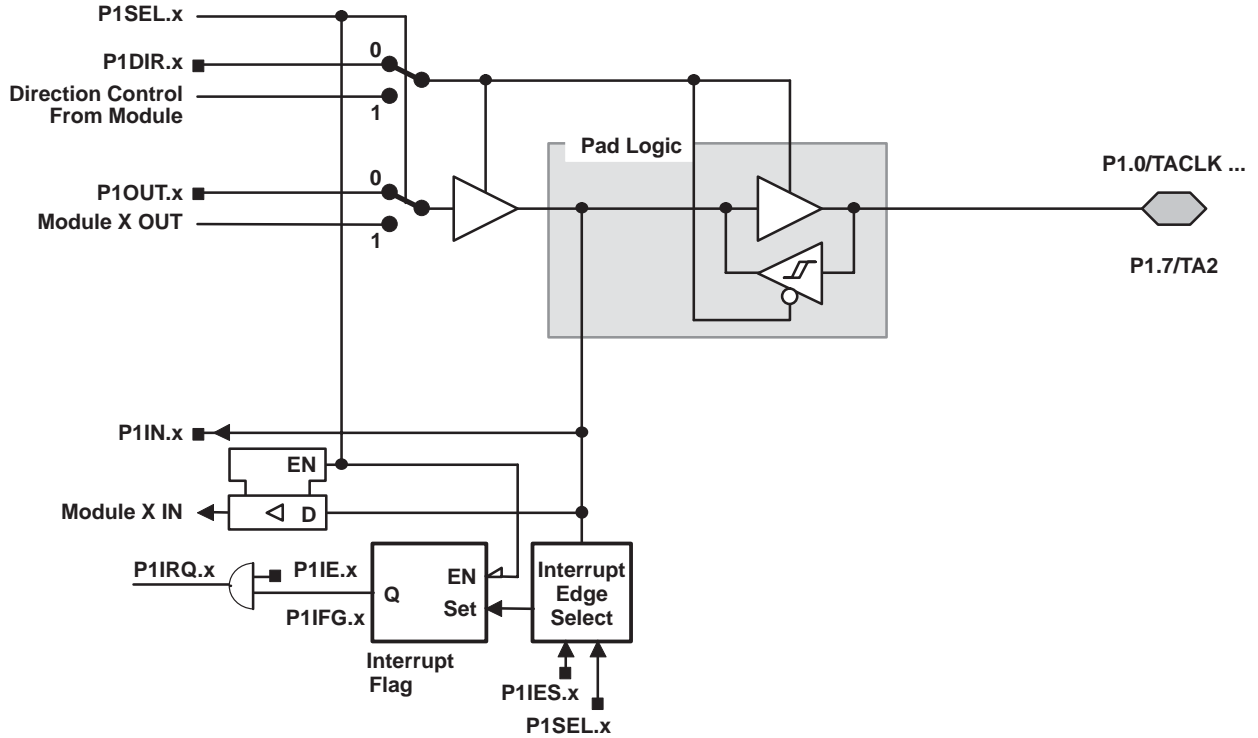 P1SEL.x
P1DIR.x
0
Direction Control
From Module
1
Pad Logic
P1.0/TACLK ...
P1OUT.x
0
Module X OUT
1
P1.7/TA2
P1IN.x
EN
Module X IN
D
P1IRQ.x
P1IE.x
P1IFG.x
Q
EN
Set
Interrupt
Edge
Select
Interrupt
Flag
P1IES.x
P1SEL.x